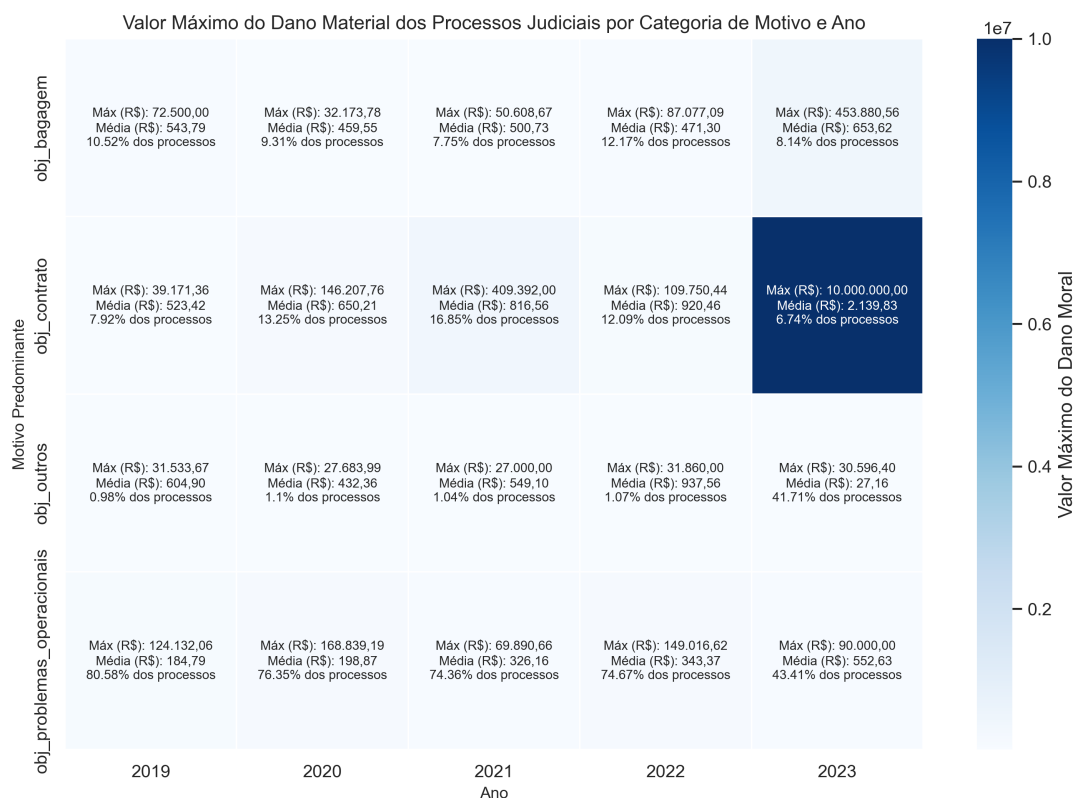 Valor Máximo do Dano Material dos Processos Judiciais por Categoria de Motivo e Ano
1e7
1.0
0.8
0.6
0.4
0.2
Valor Máximo do Dano Moral
Motivo Predominante
obj_bagagem
Máx (R$): 72.500,00
Média (R$): 543,79
10.52% dos processos
Máx (R$): 32.173,78
Média (R$): 459,55
9.31% dos processos
Máx (R$): 50.608,67
Média (R$): 500,73
7.75% dos processos
Máx (R$): 87.077,09
Média (R$): 471,30
12.17% dos processos
Máx (R$): 453.880,56
Média (R$): 653,62
8.14% dos processos
obj_contrato
Máx (R$): 39.171,36
Média (R$): 523,42
7.92% dos processos
Máx (R$): 146.207,76
Média (R$): 650,21
13.25% dos processos
Máx (R$): 409.392,00
Média (R$): 816,56
16.85% dos processos
Máx (R$): 109.750,44
Média (R$): 920,46
12.09% dos processos
Máx (R$): 10.000.000,00
Média (R$): 2.139,83
6.74% dos processos
obj_outros
Máx (R$): 31.533,67
Média (R$): 604,90
0.98% dos processos
Máx (R$): 27.683,99
Média (R$): 432,36
1.1% dos processos
Máx (R$): 27.000,00
Média (R$): 549,10
1.04% dos processos
Máx (R$): 31.860,00
Média (R$): 937,56
1.07% dos processos
Máx (R$): 30.596,40
Média (R$): 27,16
41.71% dos processos
obj_problemas_operacionais
Máx (R$): 124.132,06
Média (R$): 184,79
80.58% dos processos
Máx (R$): 168.839,19
Média (R$): 198,87
76.35% dos processos
Máx (R$): 69.890,66
Média (R$): 326,16
74.36% dos processos
Máx (R$): 149.016,62
Média (R$): 343,37
74.67% dos processos
Máx (R$): 90.000,00
Média (R$): 552,63
43.41% dos processos
2019
2020
2021
2022
2023
Ano